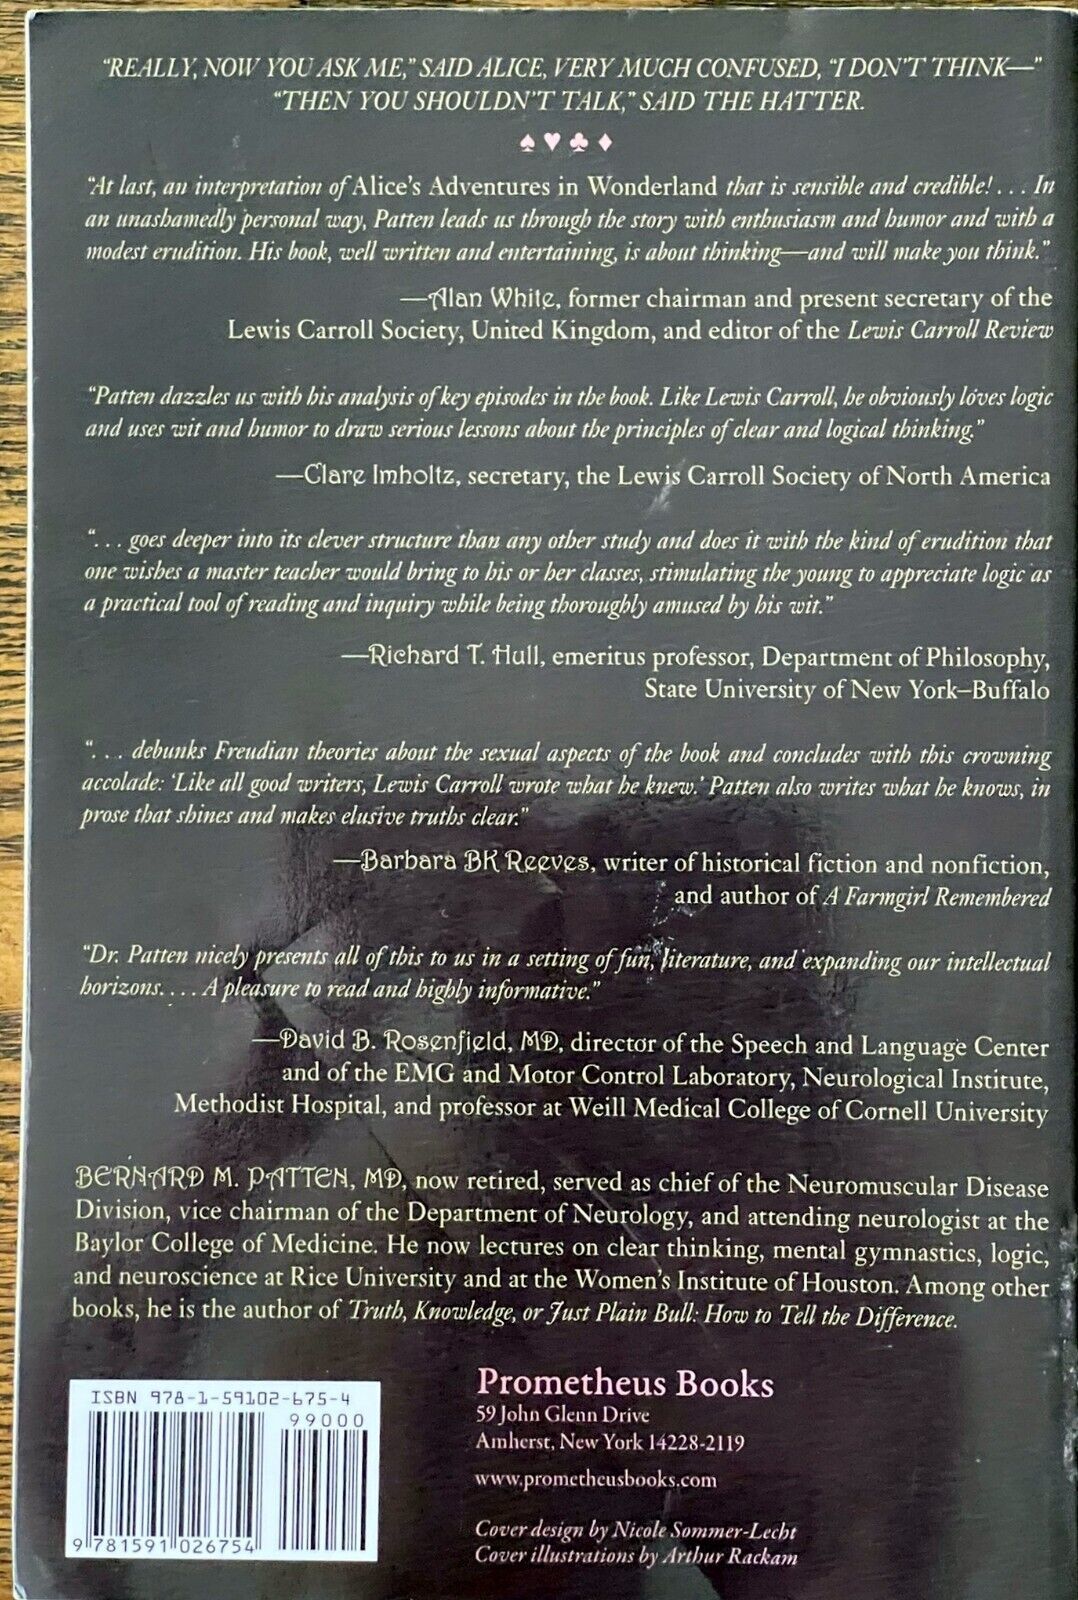 “REALLY, NOW YOU ASK ME,” SAID ALICE, VERY MUCH CONFUSED, “I DON’T THINK—”
“THEN YOU SHOULDN’T TALK,” SAID THE HATTER.
♠♥♣♦
“At last, an interpretation of Alice’s Adventures in Wonderland that is sensible and credible! . . . In
an unashamedly personal way, Patten leads us through the story with enthusiasm and humor and with a
modest erudition. His book, well written and entertaining, is about thinking—and will make you think.”
—Alan White, former chairman and present secretary of the
Lewis Carroll Society, United Kingdom, and editor of the Lewis Carroll Review
“Patten dazzles us with his analysis of key episodes in the book. Like Lewis Carroll, he obviously loves logic
and uses wit and humor to draw serious lessons about the principles of clear and logical thinking.”
—Clare Imholtz, secretary, the Lewis Carroll Society of North America
“. . . goes deeper into its clever structure than any other study and does it with the kind of erudition that
one wishes a master teacher would bring to his or her classes, stimulating the young to appreciate logic as
a practical tool of reading and inquiry while being thoroughly amused by his wit.”
—Richard T. Hull, emeritus professor, Department of Philosophy,
State University of New York–Buffalo
“. . . debunks Freudian theories about the sexual aspects of the book and concludes with this crowning
accolade: ‘Like all good writers, Lewis Carroll wrote what he knew.’ Patten also writes what he knows, in
prose that shines and makes elusive truths clear.”
—Barbara BK Reeves, writer of historical fiction and nonfiction,
and author of A Farmgirl Remembered
“Dr. Patten nicely presents all of this to us in a setting of fun, literature, and expanding our intellectual
horizons. . . . A pleasure to read and highly informative.”
—David B. Rosenfield, MD, director of the Speech and Language Center
and of the EMG and Motor Control Laboratory, Neurological Institute,
Methodist Hospital, and professor at Weill Medical College of Cornell University
BERNARD M. PATTEN, MD, now retired, served as chief of the Neuromuscular Disease
Division, vice chairman of the Department of Neurology, and attending neurologist at the
Baylor College of Medicine. He now lectures on clear thinking, mental gymnastics, logic,
and neuroscience at Rice University and at the Women’s Institute of Houston. Among other
books, he is the author of Truth, Knowledge, or Just Plain Bull: How to Tell the Difference.
ISBN 978-1-59102-675-4
99000
9 781591 026754
Prometheus Books
59 John Glenn Drive
Amherst, New York 14228-2119
www.prometheusbooks.com
Cover design by Nicole Sommer-Lecht
Cover illustrations by Arthur Rackam